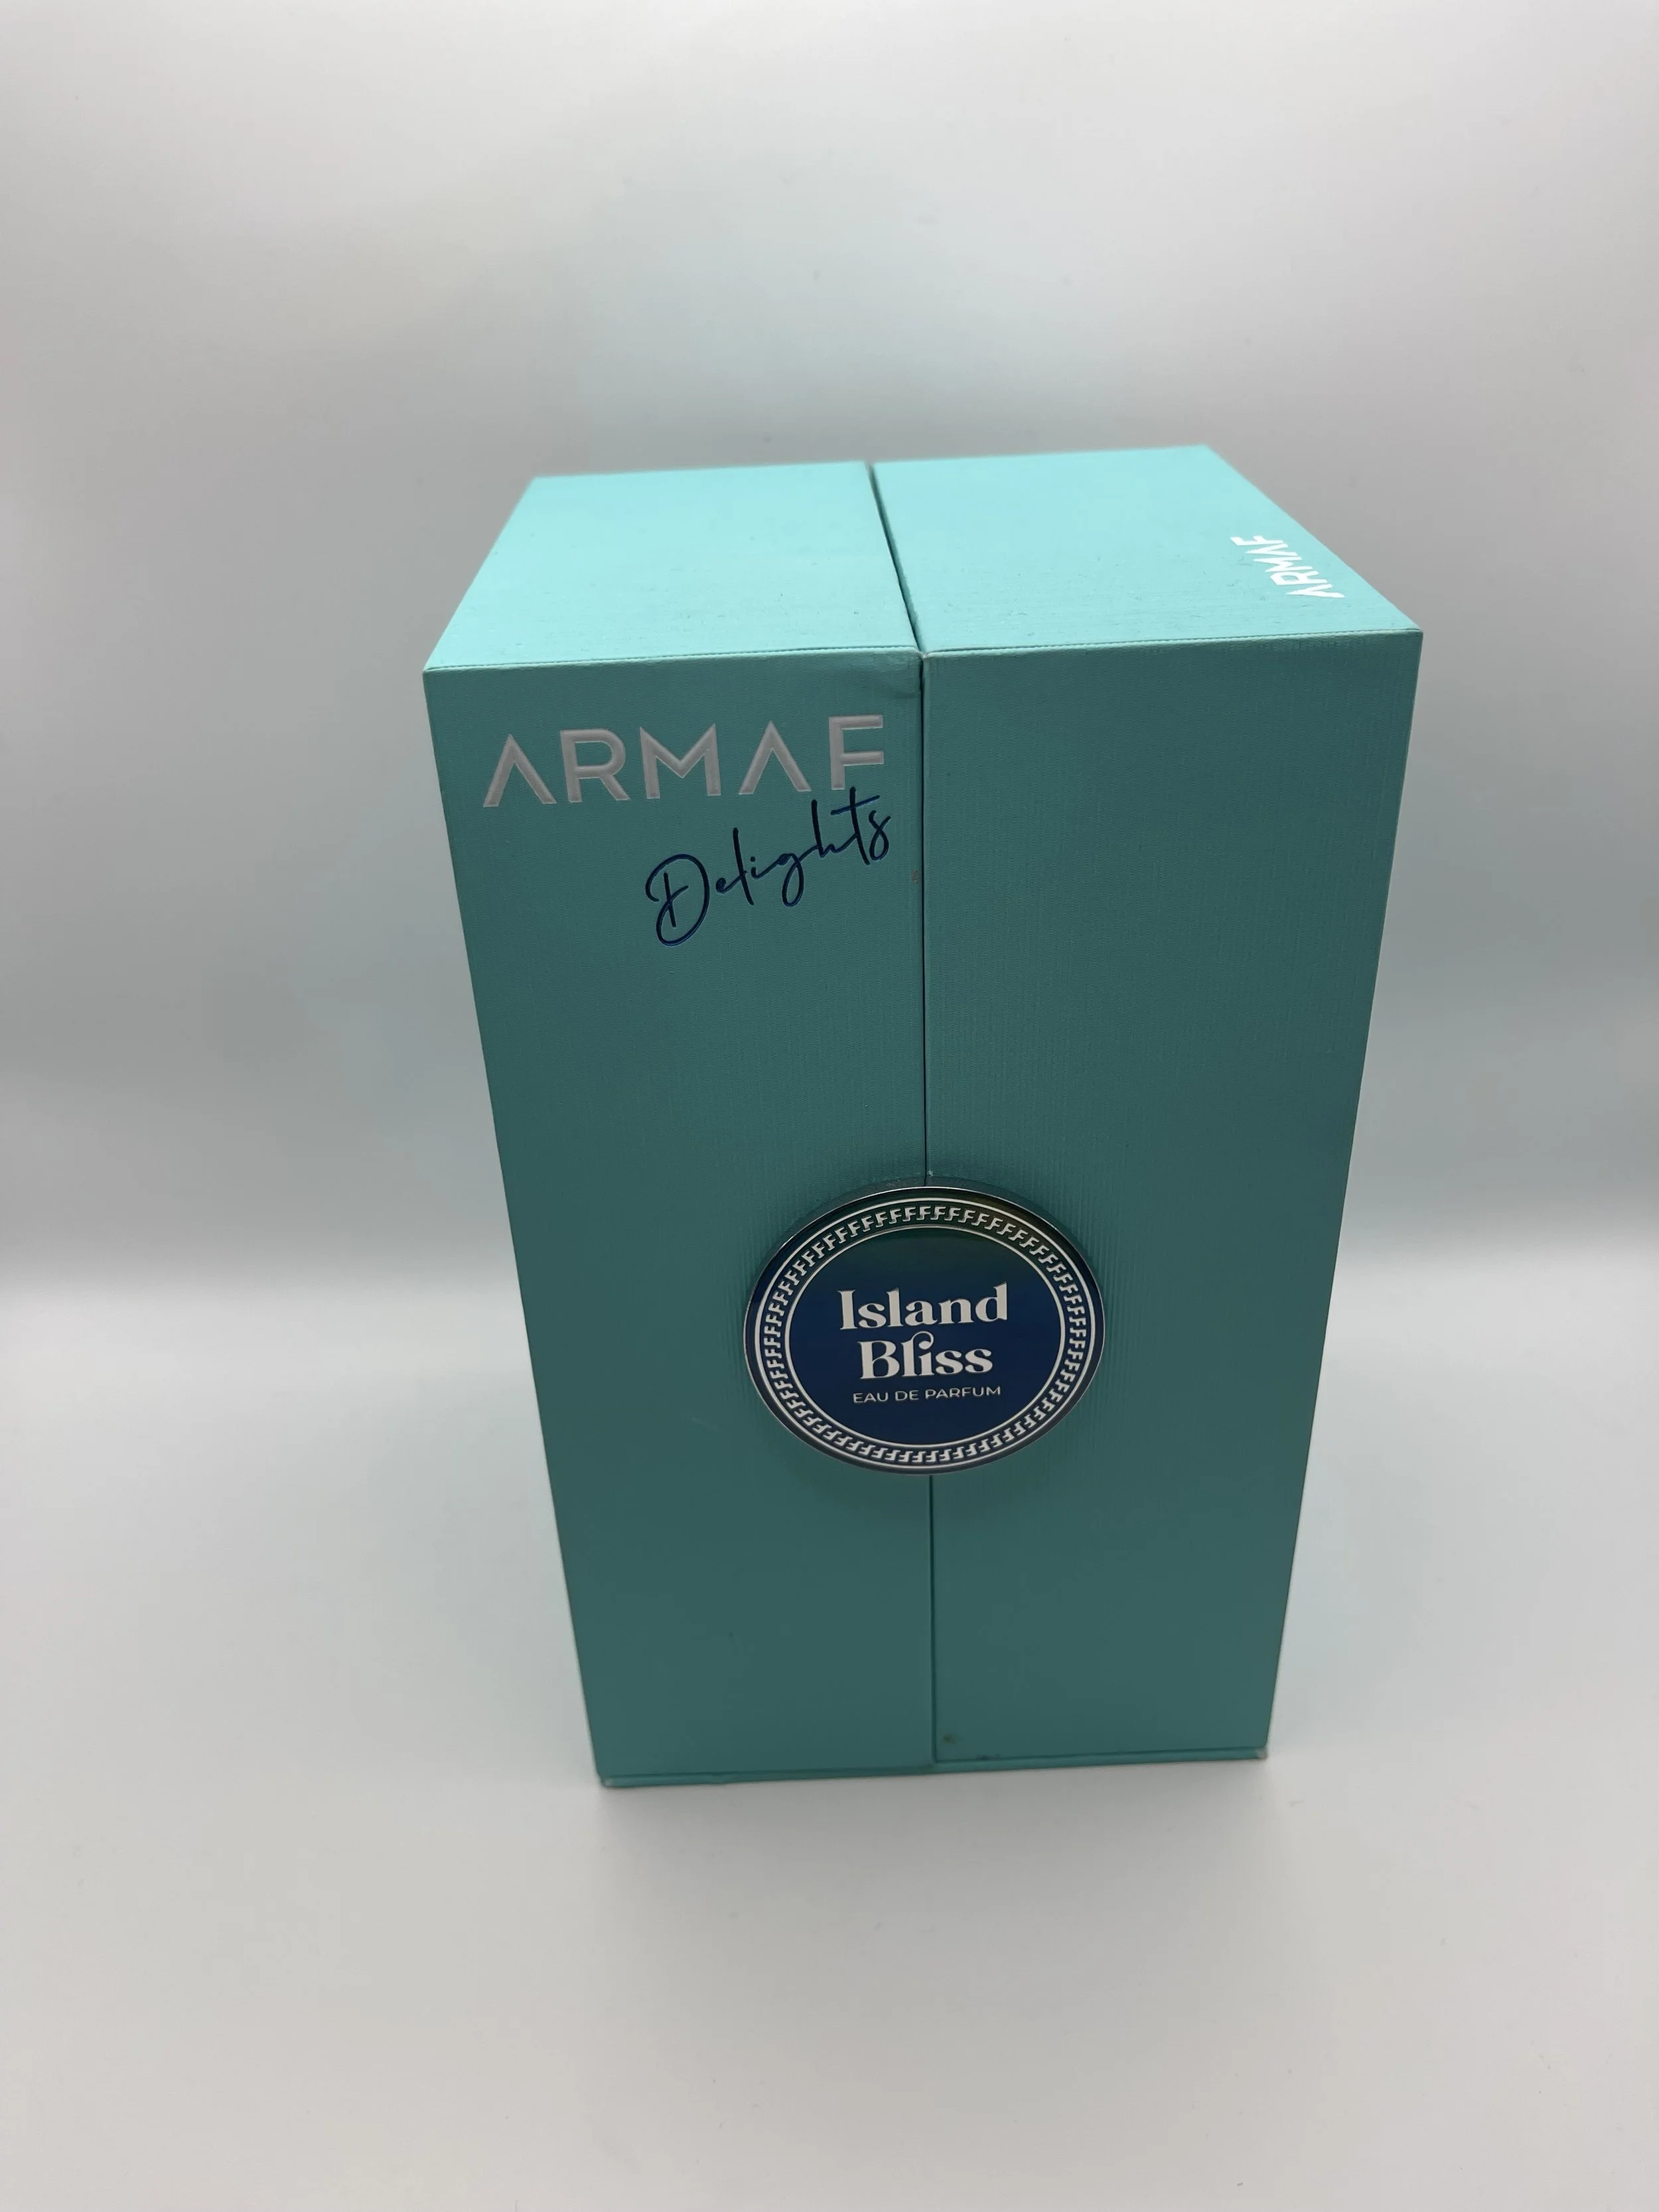 ARMAF
ARMAF
Delights
Island
Bliss
EAU DE PARFUM